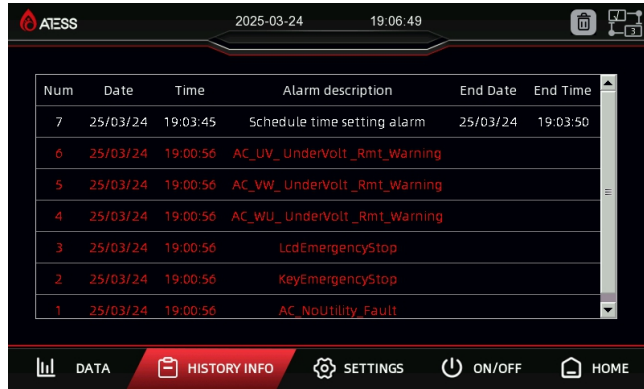 ATESS 2025-03-24 19:06:49
3
Num Date Time Alarm description End Date End Time
7 25/03/24 19:03:45 Schedule time setting alarm 25/03/24 19:03:50
6 25/03/24 19:00:56 AC_UV_ UnderVolt _Rmt_Warning
5 25/03/24 19:00:56 AC_VW_ UnderVolt _Rmt_Warning
4 25/03/24 19:00:56 AC_WU_ UnderVolt _Rmt_Warning
3 25/03/24 19:00:56 LcdEmergencyStop
2 25/03/24 19:00:56 KeyEmergencyStop
1 25/03/24 19:00:56 AC_NoUtility_Fault
DATA HISTORY INFO SETTINGS ON/OFF HOME